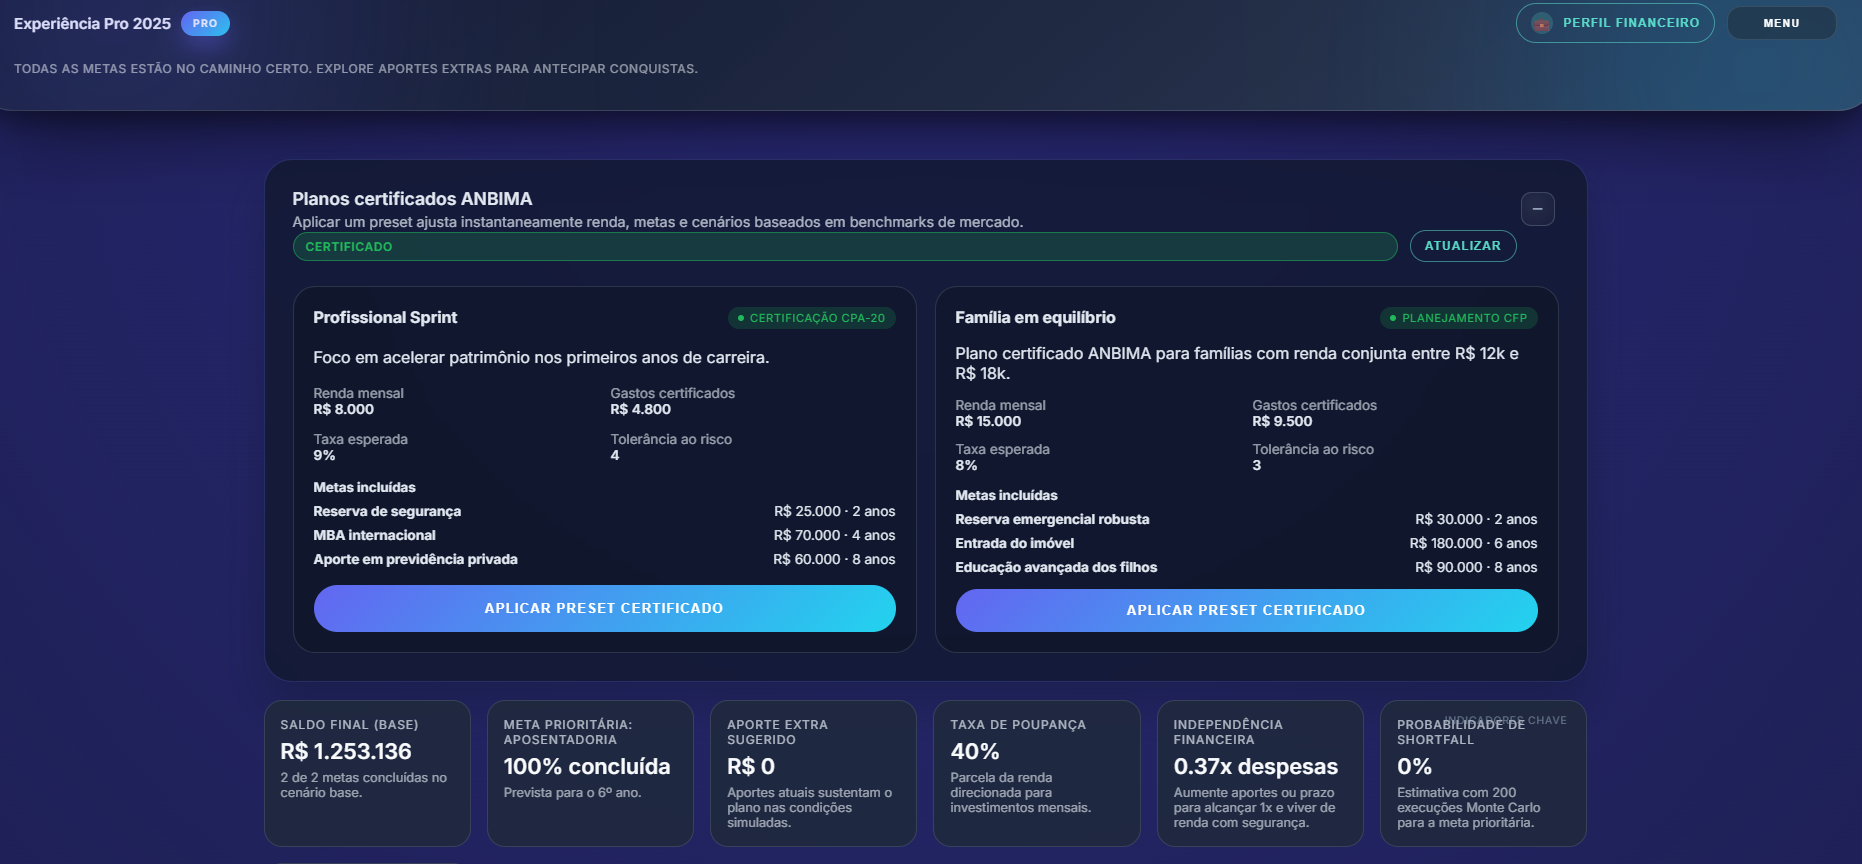 Experiência Pro 2025
PRO
PERFIL FINANCEIRO
MENU
TODAS AS METAS ESTÃO NO CAMINHO CERTO. EXPLORE APORTES EXTRAS PARA ANTECIPAR CONQUISTAS.
Planos certificados ANBIMA
Aplicar um preset ajusta instantaneamente renda, metas e cenários baseados em benchmarks de mercado.
CERTIFICADO
ATUALIZAR
Profissional Sprint
CERTIFICAÇÃO CPA-20
Foco em acelerar patrimônio nos primeiros anos de carreira.
Renda mensal
R$ 8.000
Gastos certificados
R$ 4.800
Taxa esperada
9%
Tolerância ao risco
4
Metas incluídas
Reserva de segurança R$ 25.000 · 2 anos
MBA internacional R$ 70.000 · 4 anos
Aporte em previdência privada R$ 60.000 · 8 anos
APLICAR PRESET CERTIFICADO
Família em equilíbrio
PLANEJAMENTO CFP
Plano certificado ANBIMA para famílias com renda conjunta entre R$ 12k e
R$ 18k.
Renda mensal
R$ 15.000
Gastos certificados
R$ 9.500
Taxa esperada
8%
Tolerância ao risco
3
Metas incluídas
Reserva emergencial robusta R$ 30.000 · 2 anos
Entrada do imóvel R$ 180.000 · 6 anos
Educação avançada dos filhos R$ 90.000 · 8 anos
APLICAR PRESET CERTIFICADO
SALDO FINAL (BASE)
R$ 1.253.136
2 de 2 metas concluídas no
cenário base.
META PRIORITÁRIA:
APOSENTADORIA
100% concluída
Prevista para o 6º ano.
APORTE EXTRA
SUGERIDO
R$ 0
Aportes atuais sustentam o
plano nas condições
simuladas.
TAXA DE POUPANÇA
40%
Parcela da renda
direcionada para
investimentos mensais.
INDEPENDÊNCIA
FINANCEIRA
0.37x despesas
Aumente aportes ou prazo
para alcançar 1x e viver de
renda com segurança.
INDICADORES CHAVE
PROBABILIDADE DE
SHORTFALL
0%
Estimativa com 200
execuções Monte Carlo
para a meta prioritária.